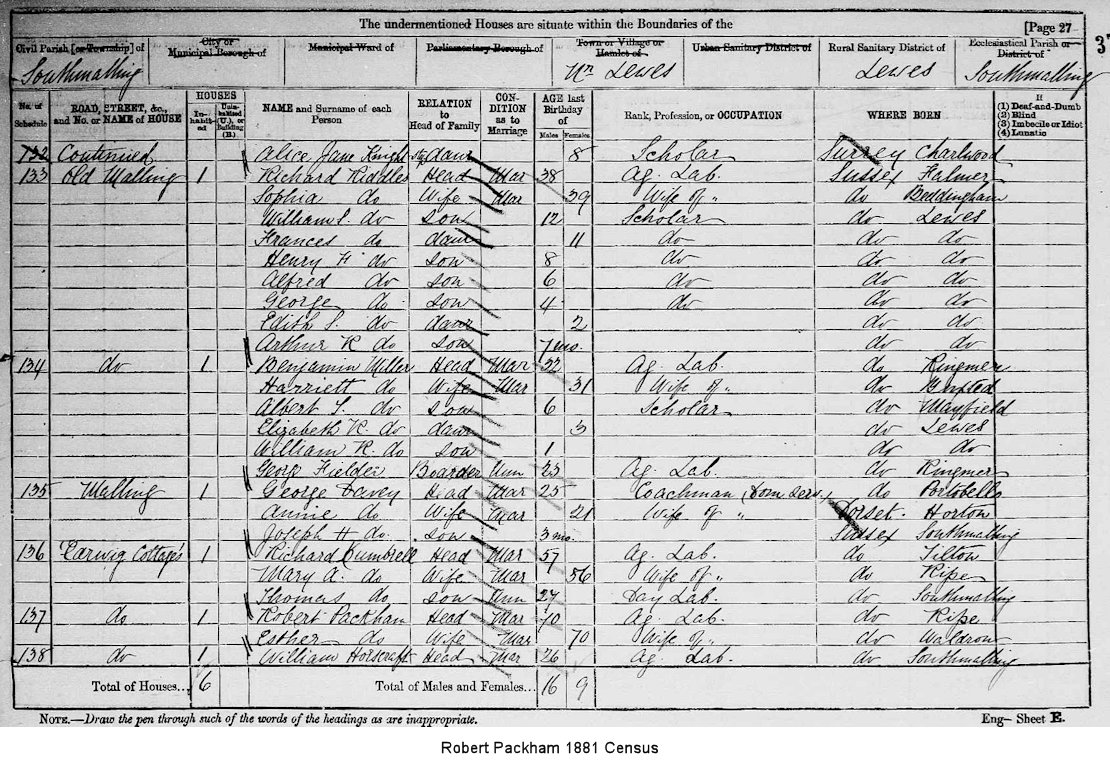 The undermentioned Houses are situate within the Boundaries of the
[Page 27
3
Civil Parish [or Township] of City or Municipal Borough of Municipal Ward of Parliamentary Borough of Town or Village or Hamlet of Urban Sanitary District of Rural Sanitary District of Ecclesiastical Parish or District of
Southmalling Nr Lewes Lewes Southmalling
No. of Schedule ROAD, STREET, &c., and No. or NAME of HOUSE HOUSES Inhabited Uninhabited (U.), or Building (B.) NAME and Surname of each Person RELATION to Head of Family CONDITION as to Marriage AGE last Birthday of Males Females Rank, Profession, or OCCUPATION WHERE BORN If (1) Deaf-and-Dumb (2) Blind (3) Imbecile or Idiot (4) Lunatic
132 Continued Alice Jane Knight daur 8 Scholar Surrey Charlwood
133 Old Malling 1 Richard Riddles Head Mar 38 Ag. Lab. Sussex Falmer
Sophia do Wife Mar 39 Wife of " do Beddingham
William S. do Son 12 Scholar do Lewes
Frances do daur 11 do do do
Henry F do Son 8 do do do
Alfred do Son 6 do do do
George do Son 4 do do do
Edith S. do daur 2 do do
Arthur R do Son 7 mo. do do
134 do 1 Benjamin Miller Head Mar 32 Ag. Lab. do Ringmer
Harriett do Wife Mar 31 Wife of " do
Albert S. do Son 6 Scholar do Mayfield
Elizabeth R. do daur 3 do Lewes
William R. do Son 1 do do
Georg Fielder Boarder Unn 23 Ag. Lab. do Ringmer
135 Malling 1 George Davey Head Mar 25 Coachman (Dom Serv.) do Portobello
Annie do Wife Mar 21 Wife of " Dorset. Horton
Joseph H do. Son 3 mo. Sussex Southmalling
136 Earwig Cottages 1 Richard Dumbrell Head Mar 57 Ag. Lab. do Tilton
Mary A. do Wife Mar 56 Wife of " do Ripe
Thomas do Son Unn 27 Day Lab. do Southmalling
137 do 1 Robert Packham Head Mar 70 Ag. Lab. do Ripe
Esther do Wife Mar 70 Wife of " do Waldron
138 do 1 William Horscraft Head Mar 26 Ag. Lab. do Southmalling
Total of Houses... 6 Total of Males and Females... 16 9
NOTE.—Draw the pen through such of the words of the headings as are inappropriate.
Eng— Sheet E.
Robert Packham 1881 Census